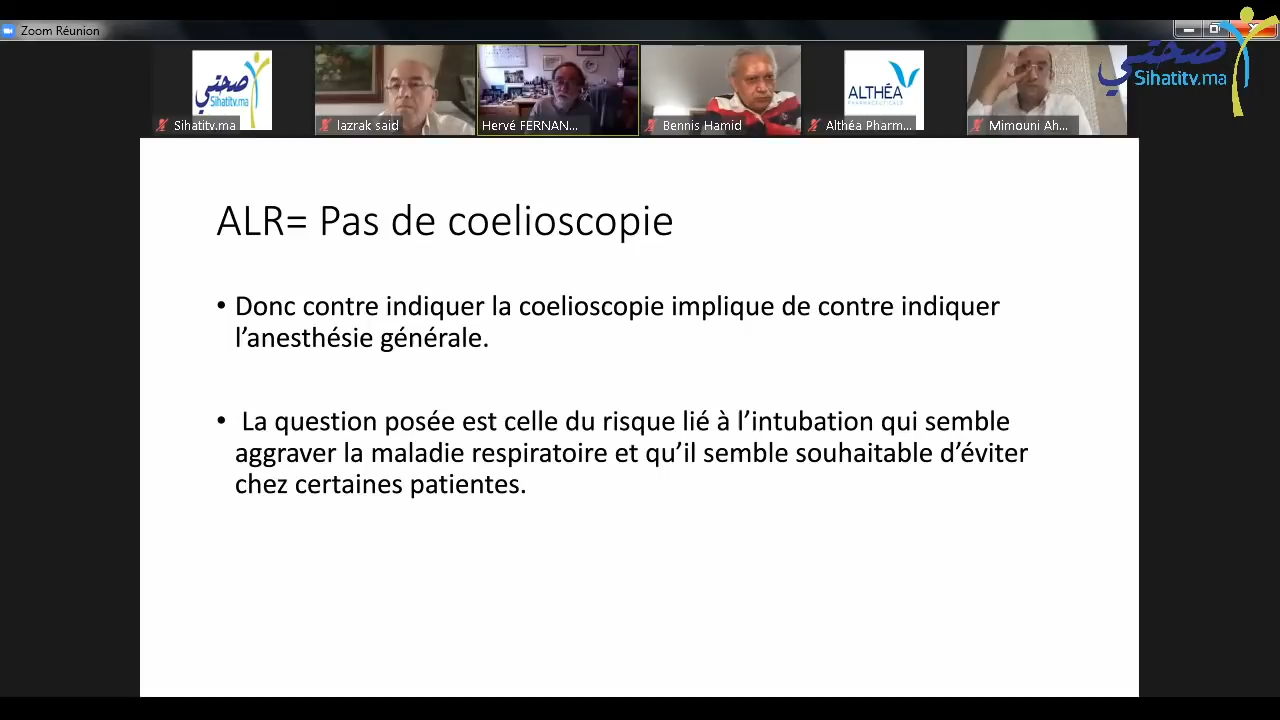 Zoom Réunion
صحتي
Sihatitv.ma
صحتي
Sihatitv.ma
ALTHÉA
PHARMACEUTICALS
Sihatitv.ma
lazrak said
Hervé FERNAN...
Bennis Hamid
Althéa Pharm...
Mimouni Ah...
ALR= Pas de coelioscopie
• Donc contre indiquer la coelioscopie implique de contre indiquer
l’anesthésie générale.
• La question posée est celle du risque lié à l’intubation qui semble
aggraver la maladie respiratoire et qu’il semble souhaitable d’éviter
chez certaines patientes.